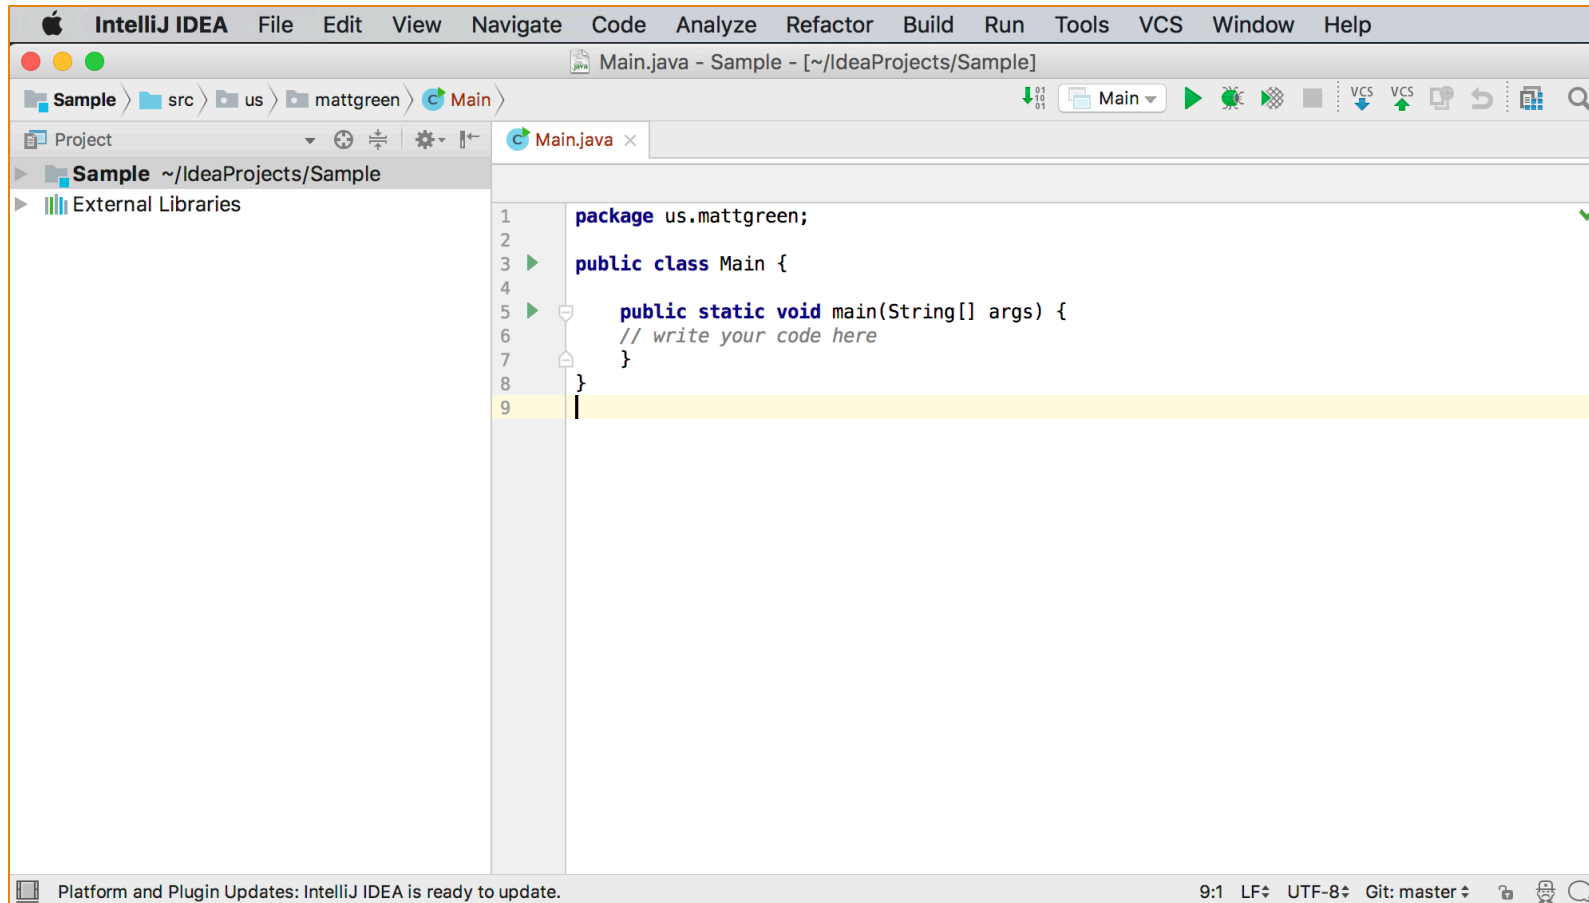 IntelliJ IDEA File Edit View Navigate Code Analyze Refactor Build Run Tools VCS Window Help
Main.java - Sample - [~/IdeaProjects/Sample]
Sample src us mattgreen Main Main VCS VCS
Project Main.java
Sample ~/IdeaProjects/Sample
External Libraries
1 package us.mattgreen;
2
3 public class Main {
4
5 public static void main(String[] args) {
6 // write your code here
7 }
8 }
9
Platform and Plugin Updates: IntelliJ IDEA is ready to update. 9:1 LF UTF-8 Git: master